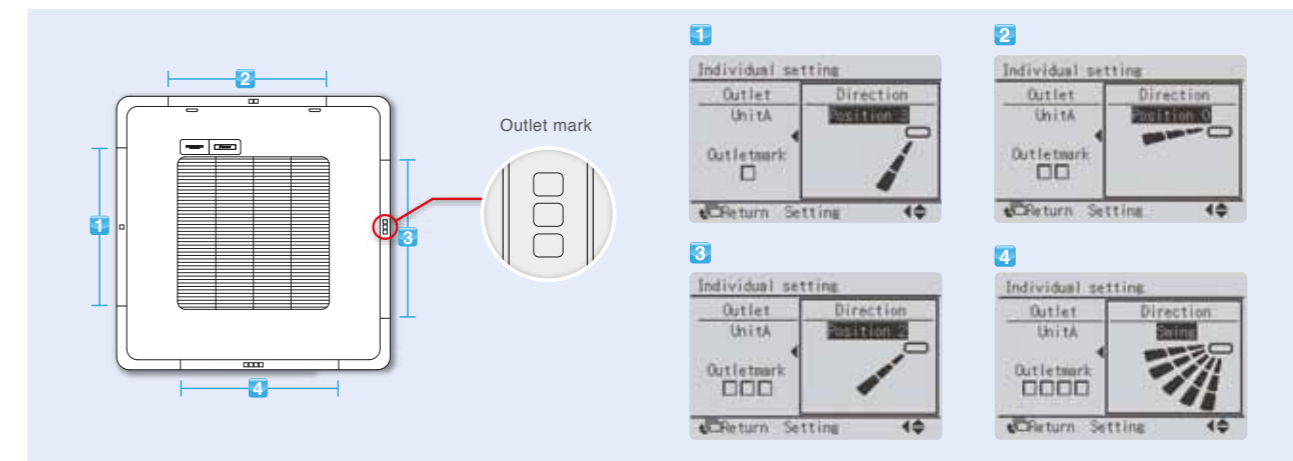 2
Outlet mark
1
3
4
1
Individual setting
Outlet
Direction
UnitA
Position 3
Outletmark
Return Setting
2
Individual setting
Outlet
Direction
UnitA
Position 0
Outletmark
Return Setting
3
Individual setting
Outlet
Direction
UnitA
Position 2
Outletmark
Return Setting
4
Individual setting
Outlet
Direction
UnitA
Swing
Outletmark
Return Setting